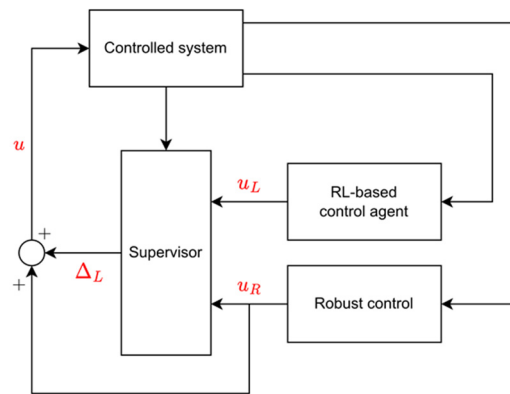 Controlled system
u
u_L
RL-based
control agent
+
Supervisor
Δ_L
+
u_R
Robust control